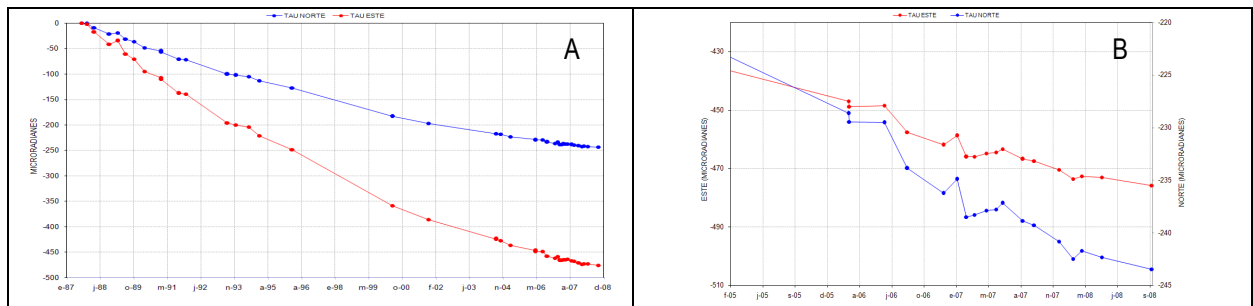 TAU NORTE TAU ESTE
A
MICRORADIANES
0
-50
-100
-150
-200
-250
-300
-350
-400
-450
-500
e-87 j-88 o-89 m-91 j-92 n-93 a-95 a-96 e-98 m-99 o-00 f-02 j-03 n-04 m-06 a-07 d-08
TAU ESTE TAU NORTE
B
ESTE (MICRORADIANES)
-430
-450
-470
-490
-510
NORTE (MICRORADIANES)
-220
-225
-230
-235
-240
-245
f-05 j-05 s-05 d-05 a-06 j-06 o-06 e-07 m-07 a-07 n-07 m-08 j-08 s-08